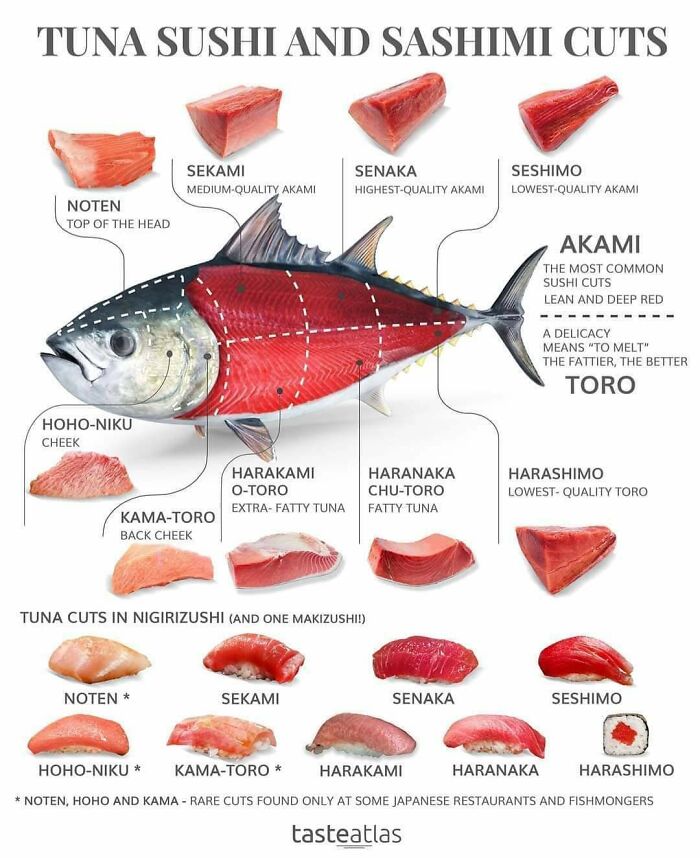 TUNA SUSHI AND SASHIMI CUTS
NOTEN
TOP OF THE HEAD
SEKAMI
MEDIUM-QUALITY AKAMI
SENAKA
HIGHEST-QUALITY AKAMI
SESHIMO
LOWEST-QUALITY AKAMI
AKAMI
THE MOST COMMON
SUSHI CUTS
LEAN AND DEEP RED
A DELICACY
MEANS “TO MELT”
THE FATTIER, THE BETTER
TORO
HOHO-NIKU
CHEEK
KAMA-TORO
BACK CHEEK
HARAKAMI
O-TORO
EXTRA- FATTY TUNA
HARANAKA
CHU-TORO
FATTY TUNA
HARASHIMO
LOWEST- QUALITY TORO
TUNA CUTS IN NIGIRIZUSHI (AND ONE MAKIZUSHI!)
NOTEN *
SEKAMI
SENAKA
SESHIMO
HOHO-NIKU *
KAMA-TORO *
HARAKAMI
HARANAKA
HARASHIMO
* NOTEN, HOHO AND KAMA - RARE CUTS FOUND ONLY AT SOME JAPANESE RESTAURANTS AND FISHMONGERS
tasteatlas